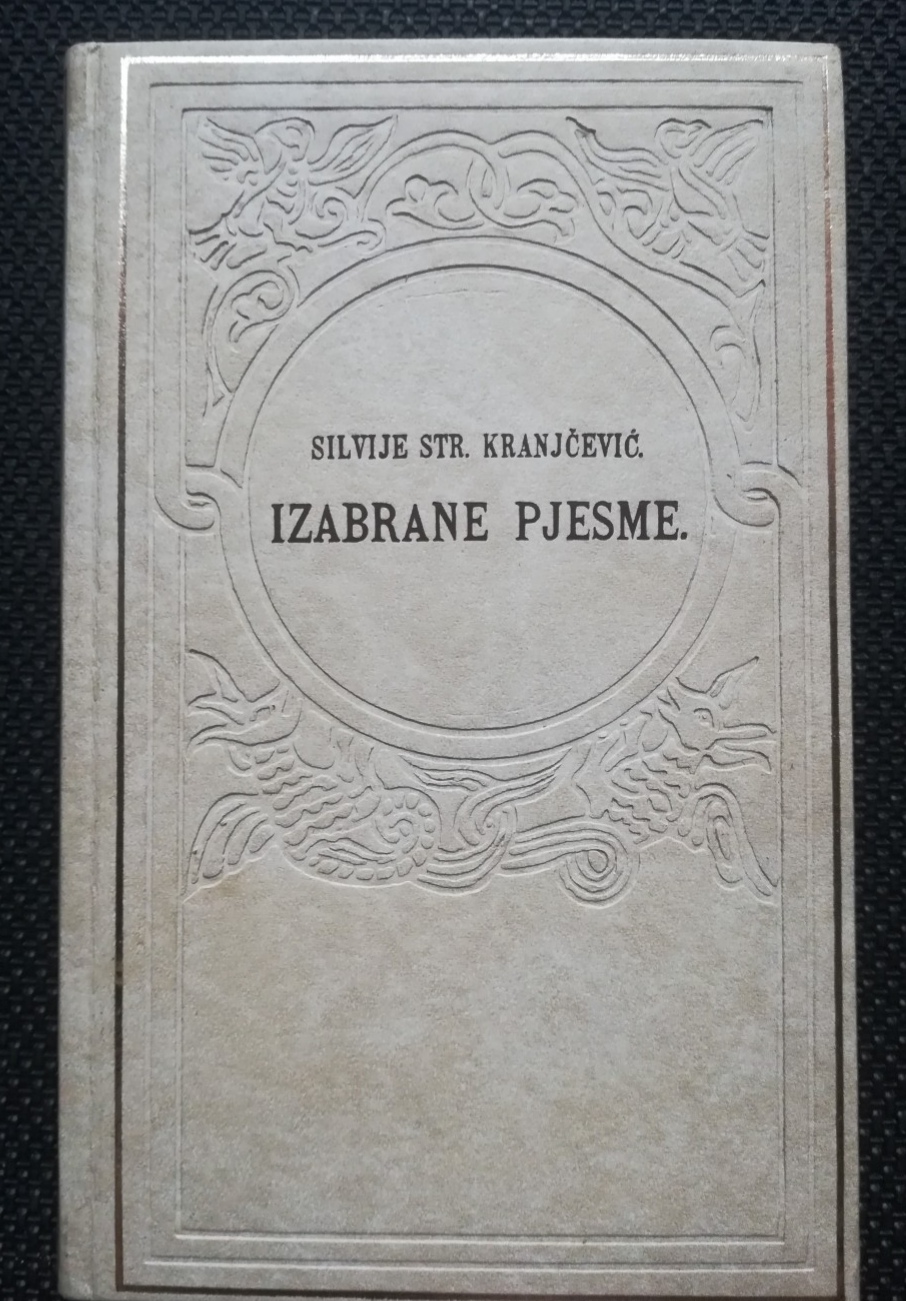 SILVIJE STR. KRANJČEVIĆ.
IZABRANE PJESME.